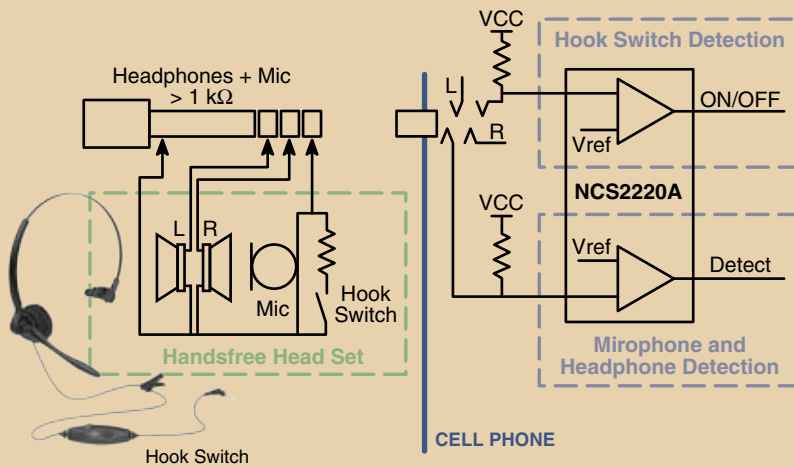 Headphones + Mic
> 1 kΩ
L R
Mic
Hook
Switch
Handsfree Head Set
Hook Switch
VCC
L
R
Hook Switch Detection
ON/OFF
Vref
NCS2220A
VCC
Vref
Detect
Mirophone and
Headphone Detection
CELL PHONE